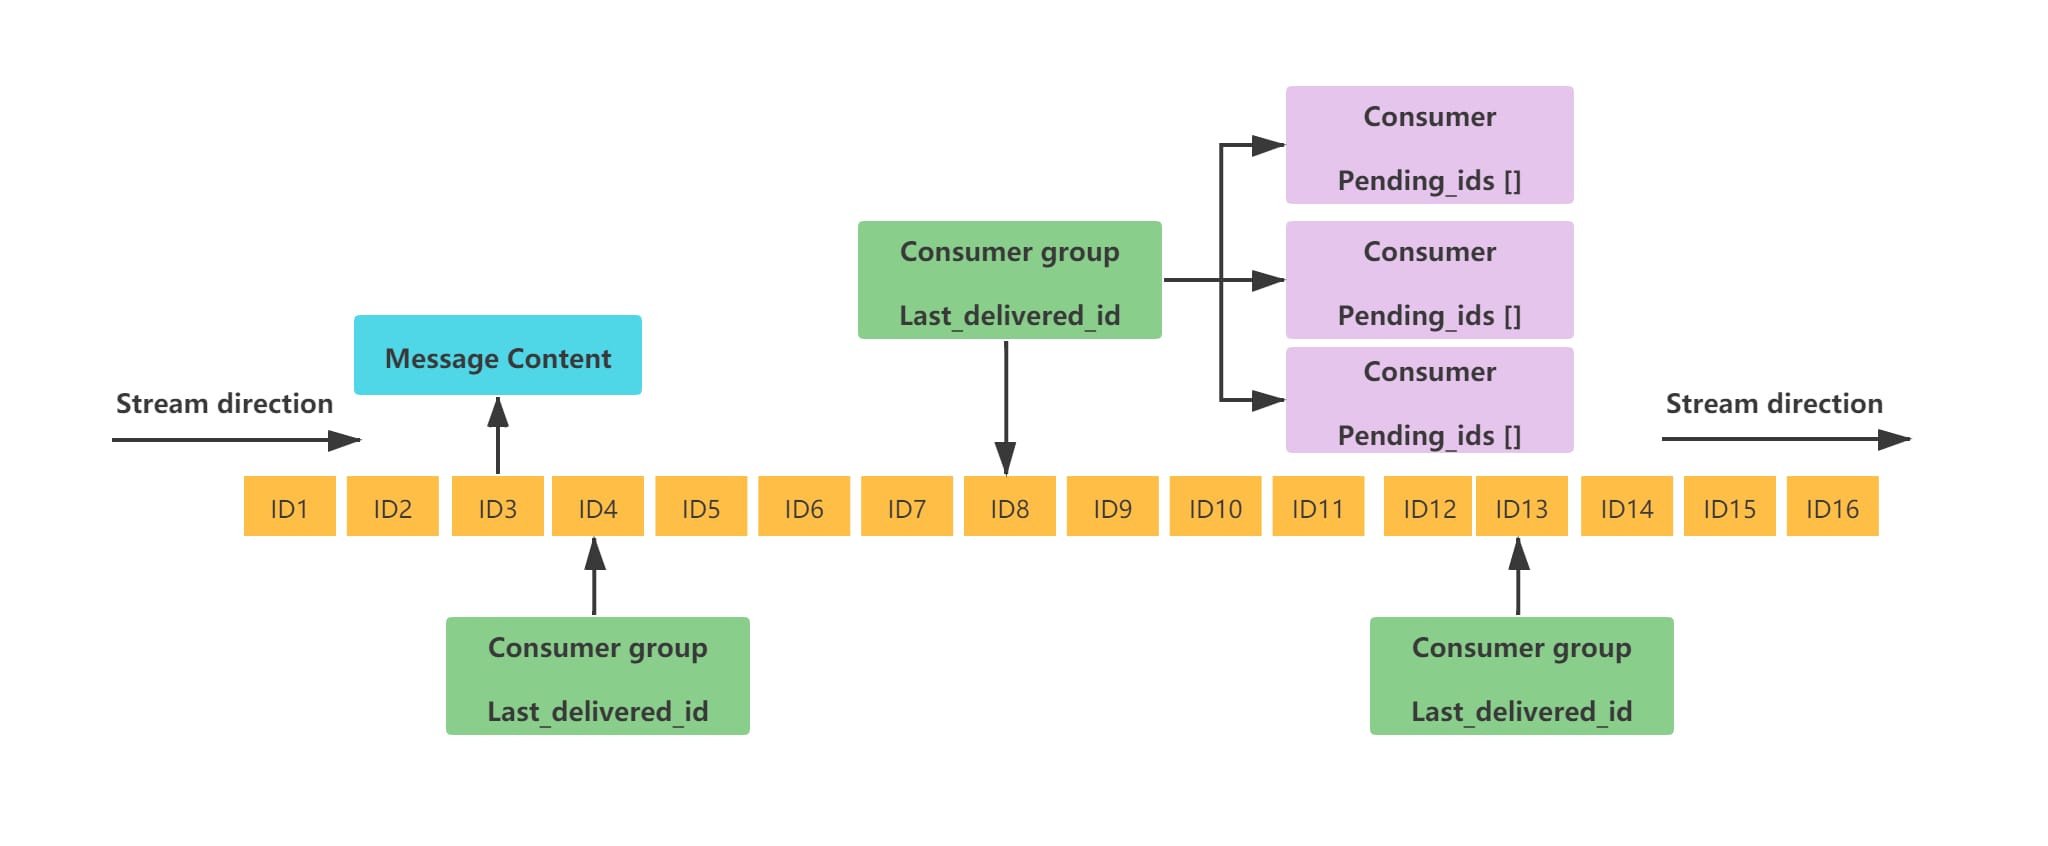 Consumer
Pending_ids []
Consumer group
Last_delivered_id
Consumer
Pending_ids []
Message Content
Consumer
Pending_ids []
Stream direction
Stream direction
ID1 ID2 ID3 ID4 ID5 ID6 ID7 ID8 ID9 ID10 ID11 ID12 ID13 ID14 ID15 ID16
Consumer group
Last_delivered_id
Consumer group
Last_delivered_id